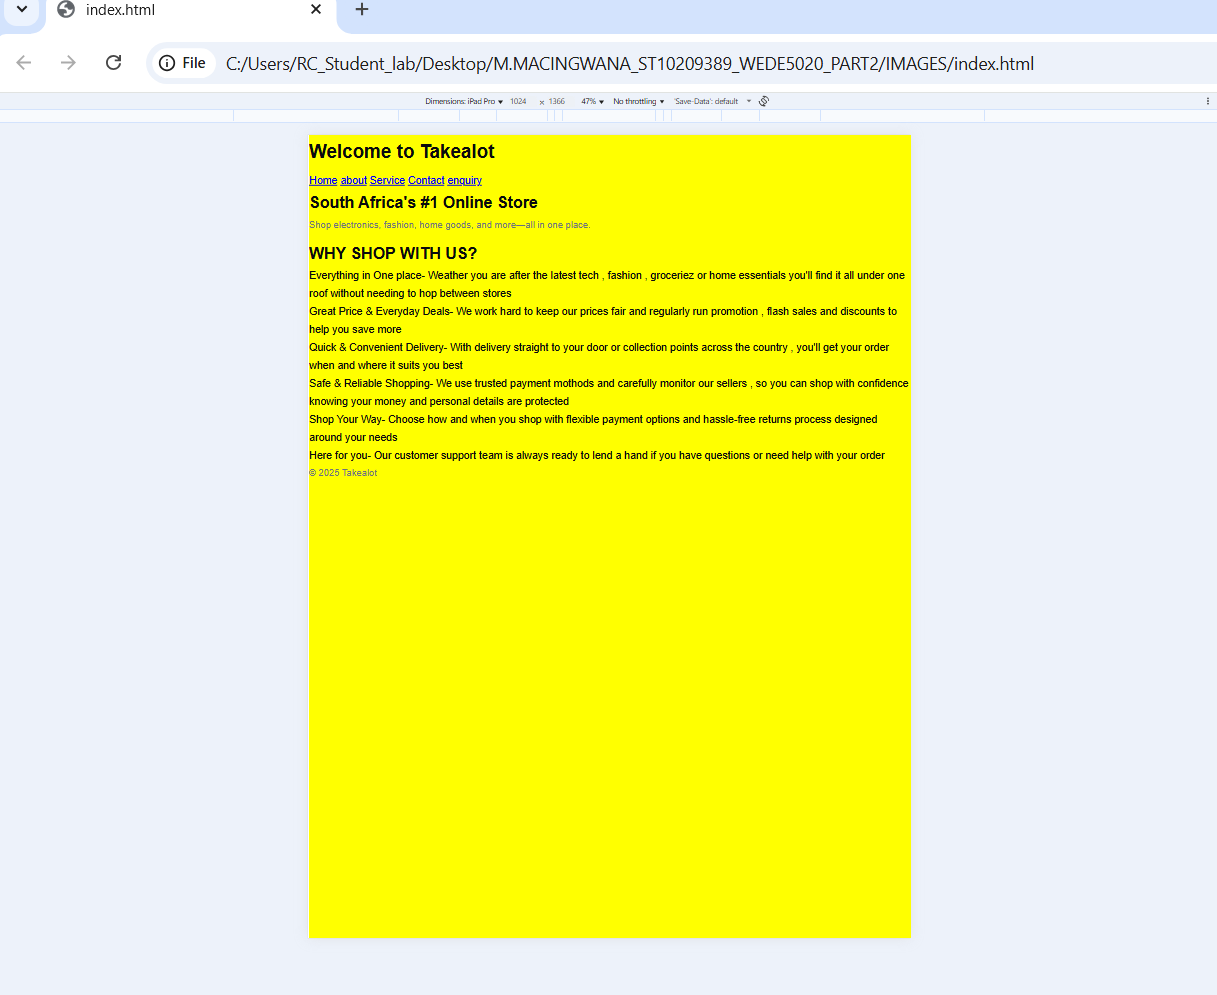 index.html
File
C:/Users/RC_Student_lab/Desktop/M.MACINGWANA_ST10209389_WEDE5020_PART2/IMAGES/index.html
Dimensions: iPad Pro 1024 × 1366 47% No throttling 'Save-Data': default
Welcome to Takealot
Home about Service Contact enquiry
South Africa's #1 Online Store
Shop electronics, fashion, home goods, and more—all in one place.
WHY SHOP WITH US?
Everything in One place- Weather you are after the latest tech , fashion , groceriez or home essentials you'll find it all under one
roof without needing to hop between stores
Great Price & Everyday Deals- We work hard to keep our prices fair and regularly run promotion , flash sales and discounts to
help you save more
Quick & Convenient Delivery- With delivery straight to your door or collection points across the country , you'll get your order
when and where it suits you best
Safe & Reliable Shopping- We use trusted payment mothods and carefully monitor our sellers , so you can shop with confidence
knowing your money and personal details are protected
Shop Your Way- Choose how and when you shop with flexible payment options and hassle-free returns process designed
around your needs
Here for you- Our customer support team is always ready to lend a hand if you have questions or need help with your order
© 2025 Takealot